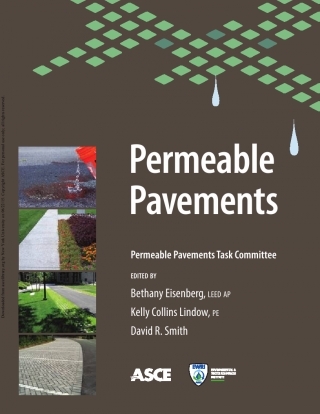 Permeable
Pavements
Permeable Pavements Task Committee
EDITED BY
Bethany Eisenberg, LEED AP
Kelly Collins Lindow, PE
David R. Smith
ASCE
EWRI